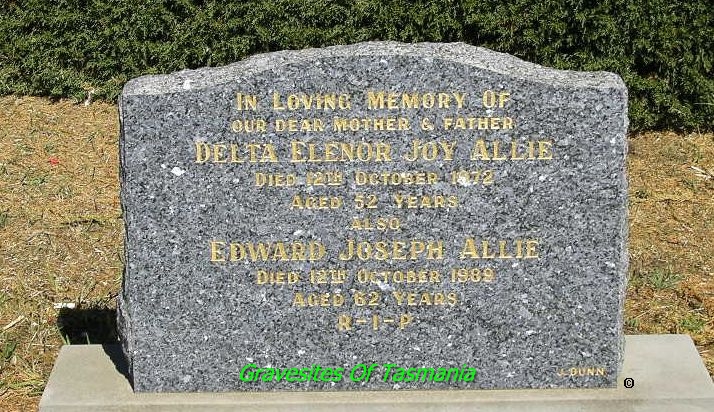 In Loving Memory Of
our dear mother & father
Delta Elenor Joy Allie
Died 12th October 1972
Aged 52 Years
also
Edward Joseph Allie
Died 12th October 1989
Aged 62 Years
R-I-P
J. Dunn
Gravesites Of Tasmania
©